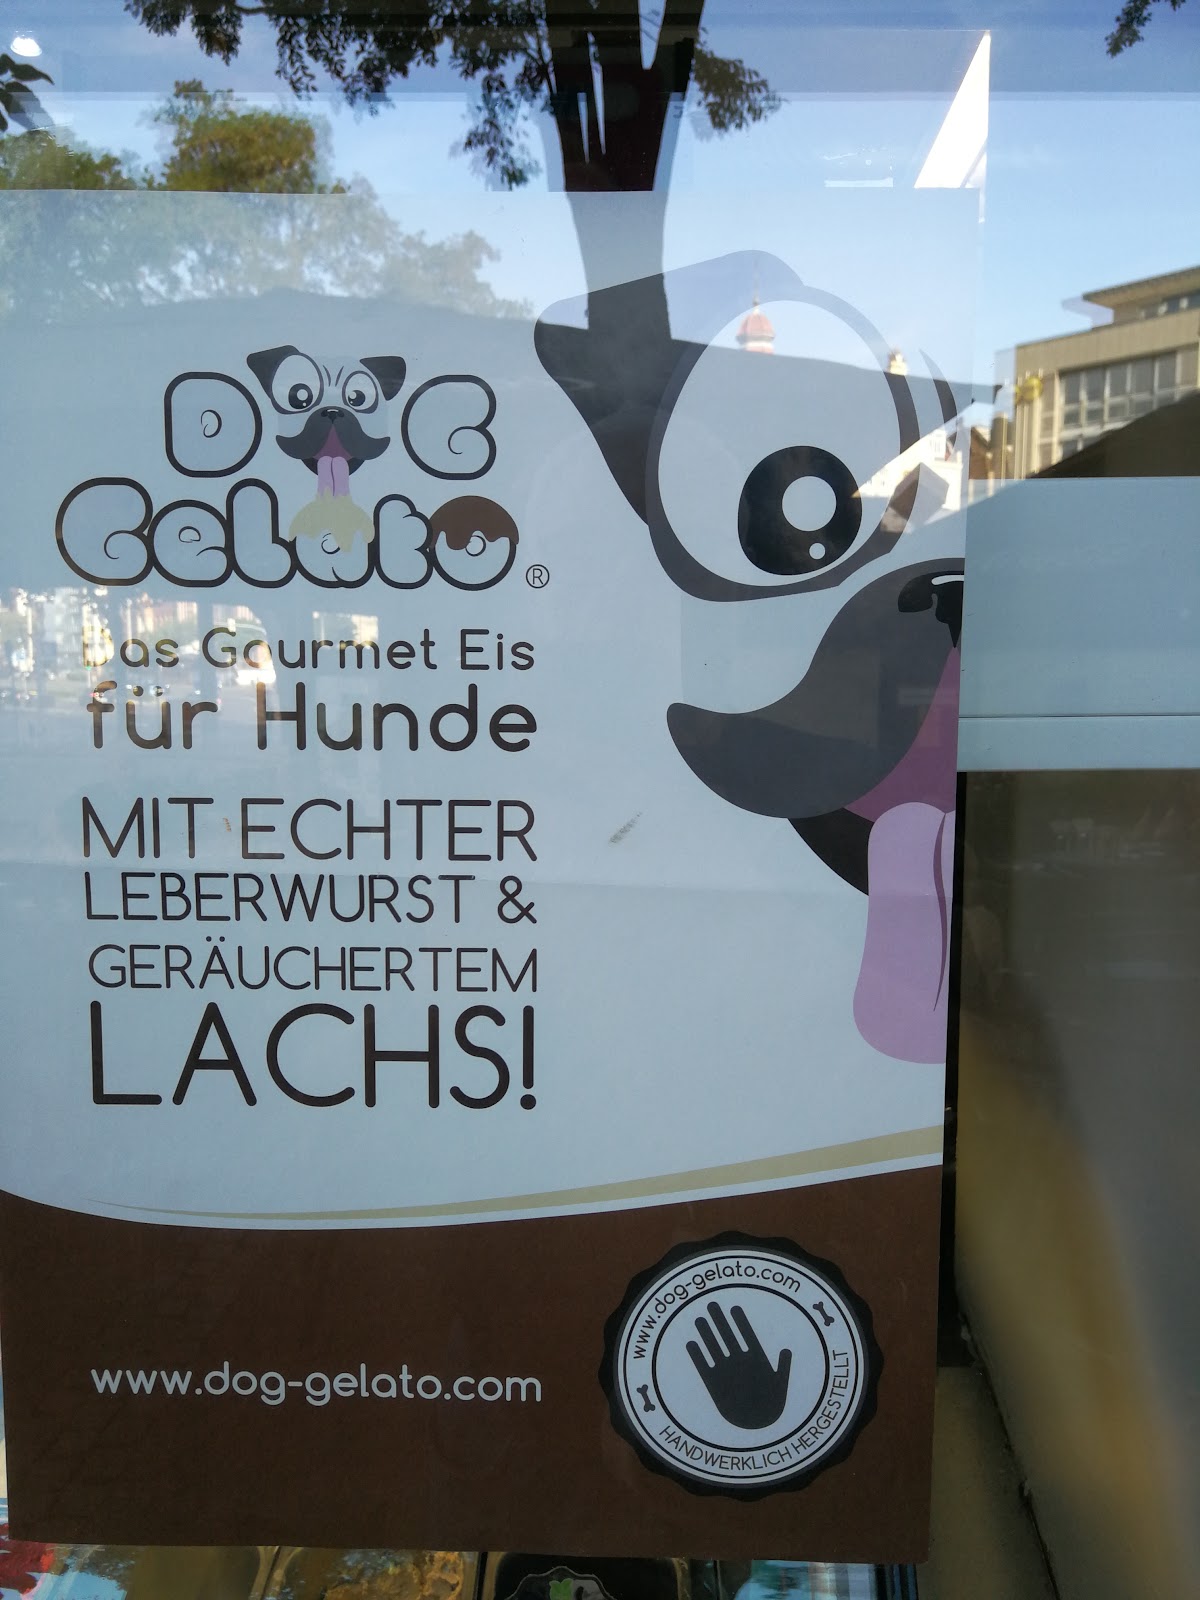 DOG
Gelato®
Das Gourmet Eis
für Hunde
MIT ECHTER
LEBERWURST &
GERÄUCHERTEM
LACHS!
www.dog-gelato.com
www.dog-gelato.com
HANDWERKLICH HERGESTELLT